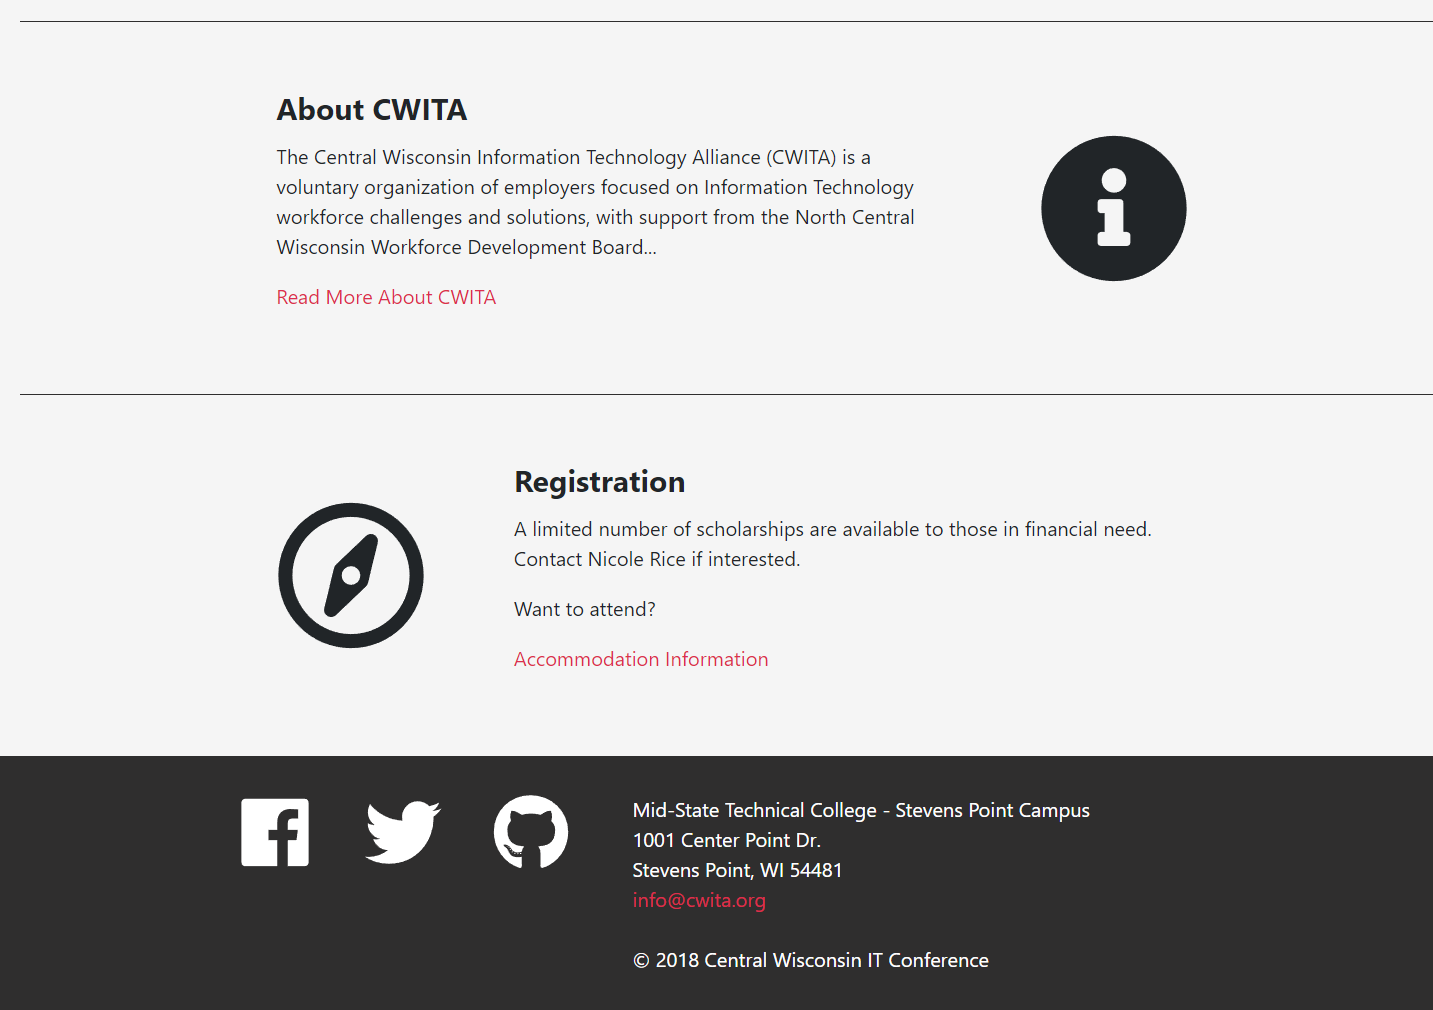 About CWITA
The Central Wisconsin Information Technology Alliance (CWITA) is a
voluntary organization of employers focused on Information Technology
workforce challenges and solutions, with support from the North Central
Wisconsin Workforce Development Board...
Read More About CWITA
Registration
A limited number of scholarships are available to those in financial need.
Contact Nicole Rice if interested.
Want to attend?
Accommodation Information
Mid-State Technical College - Stevens Point Campus
1001 Center Point Dr.
Stevens Point, WI 54481
info@cwita.org
© 2018 Central Wisconsin IT Conference